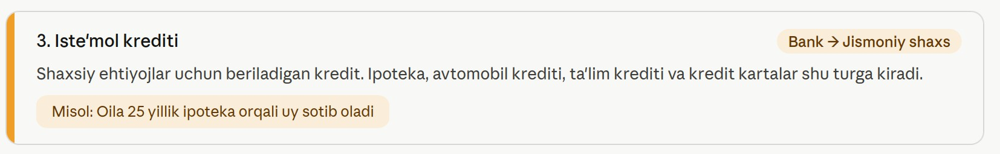 3. Iste'mol krediti
Bank → Jismoniy shaxs
Shaxsiy ehtiyojlar uchun beriladigan kredit. Ipoteka, avtomobil krediti, ta'lim krediti va kredit kartalar shu turga kiradi.
Misol: Oila 25 yillik ipoteka orqali uy sotib oladi